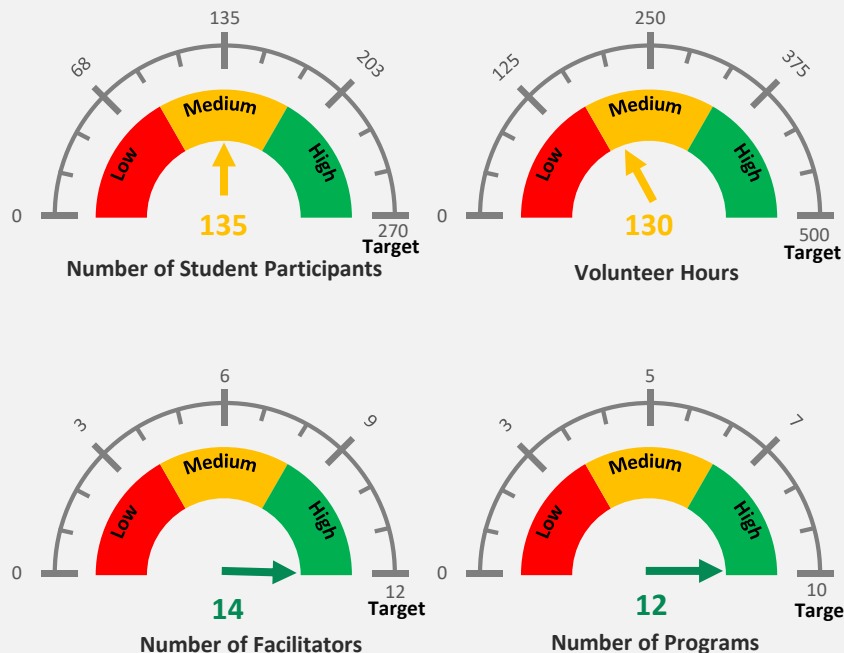 135
68
203
Medium
Low
High
0
135
270
Target
Number of Student Participants
250
125
375
Medium
Low
High
0
130
500
Target
Volunteer Hours
6
3
9
Medium
Low
High
0
14
12
Target
Number of Facilitators
5
3
7
Medium
Low
High
0
12
10
Target
Number of Programs